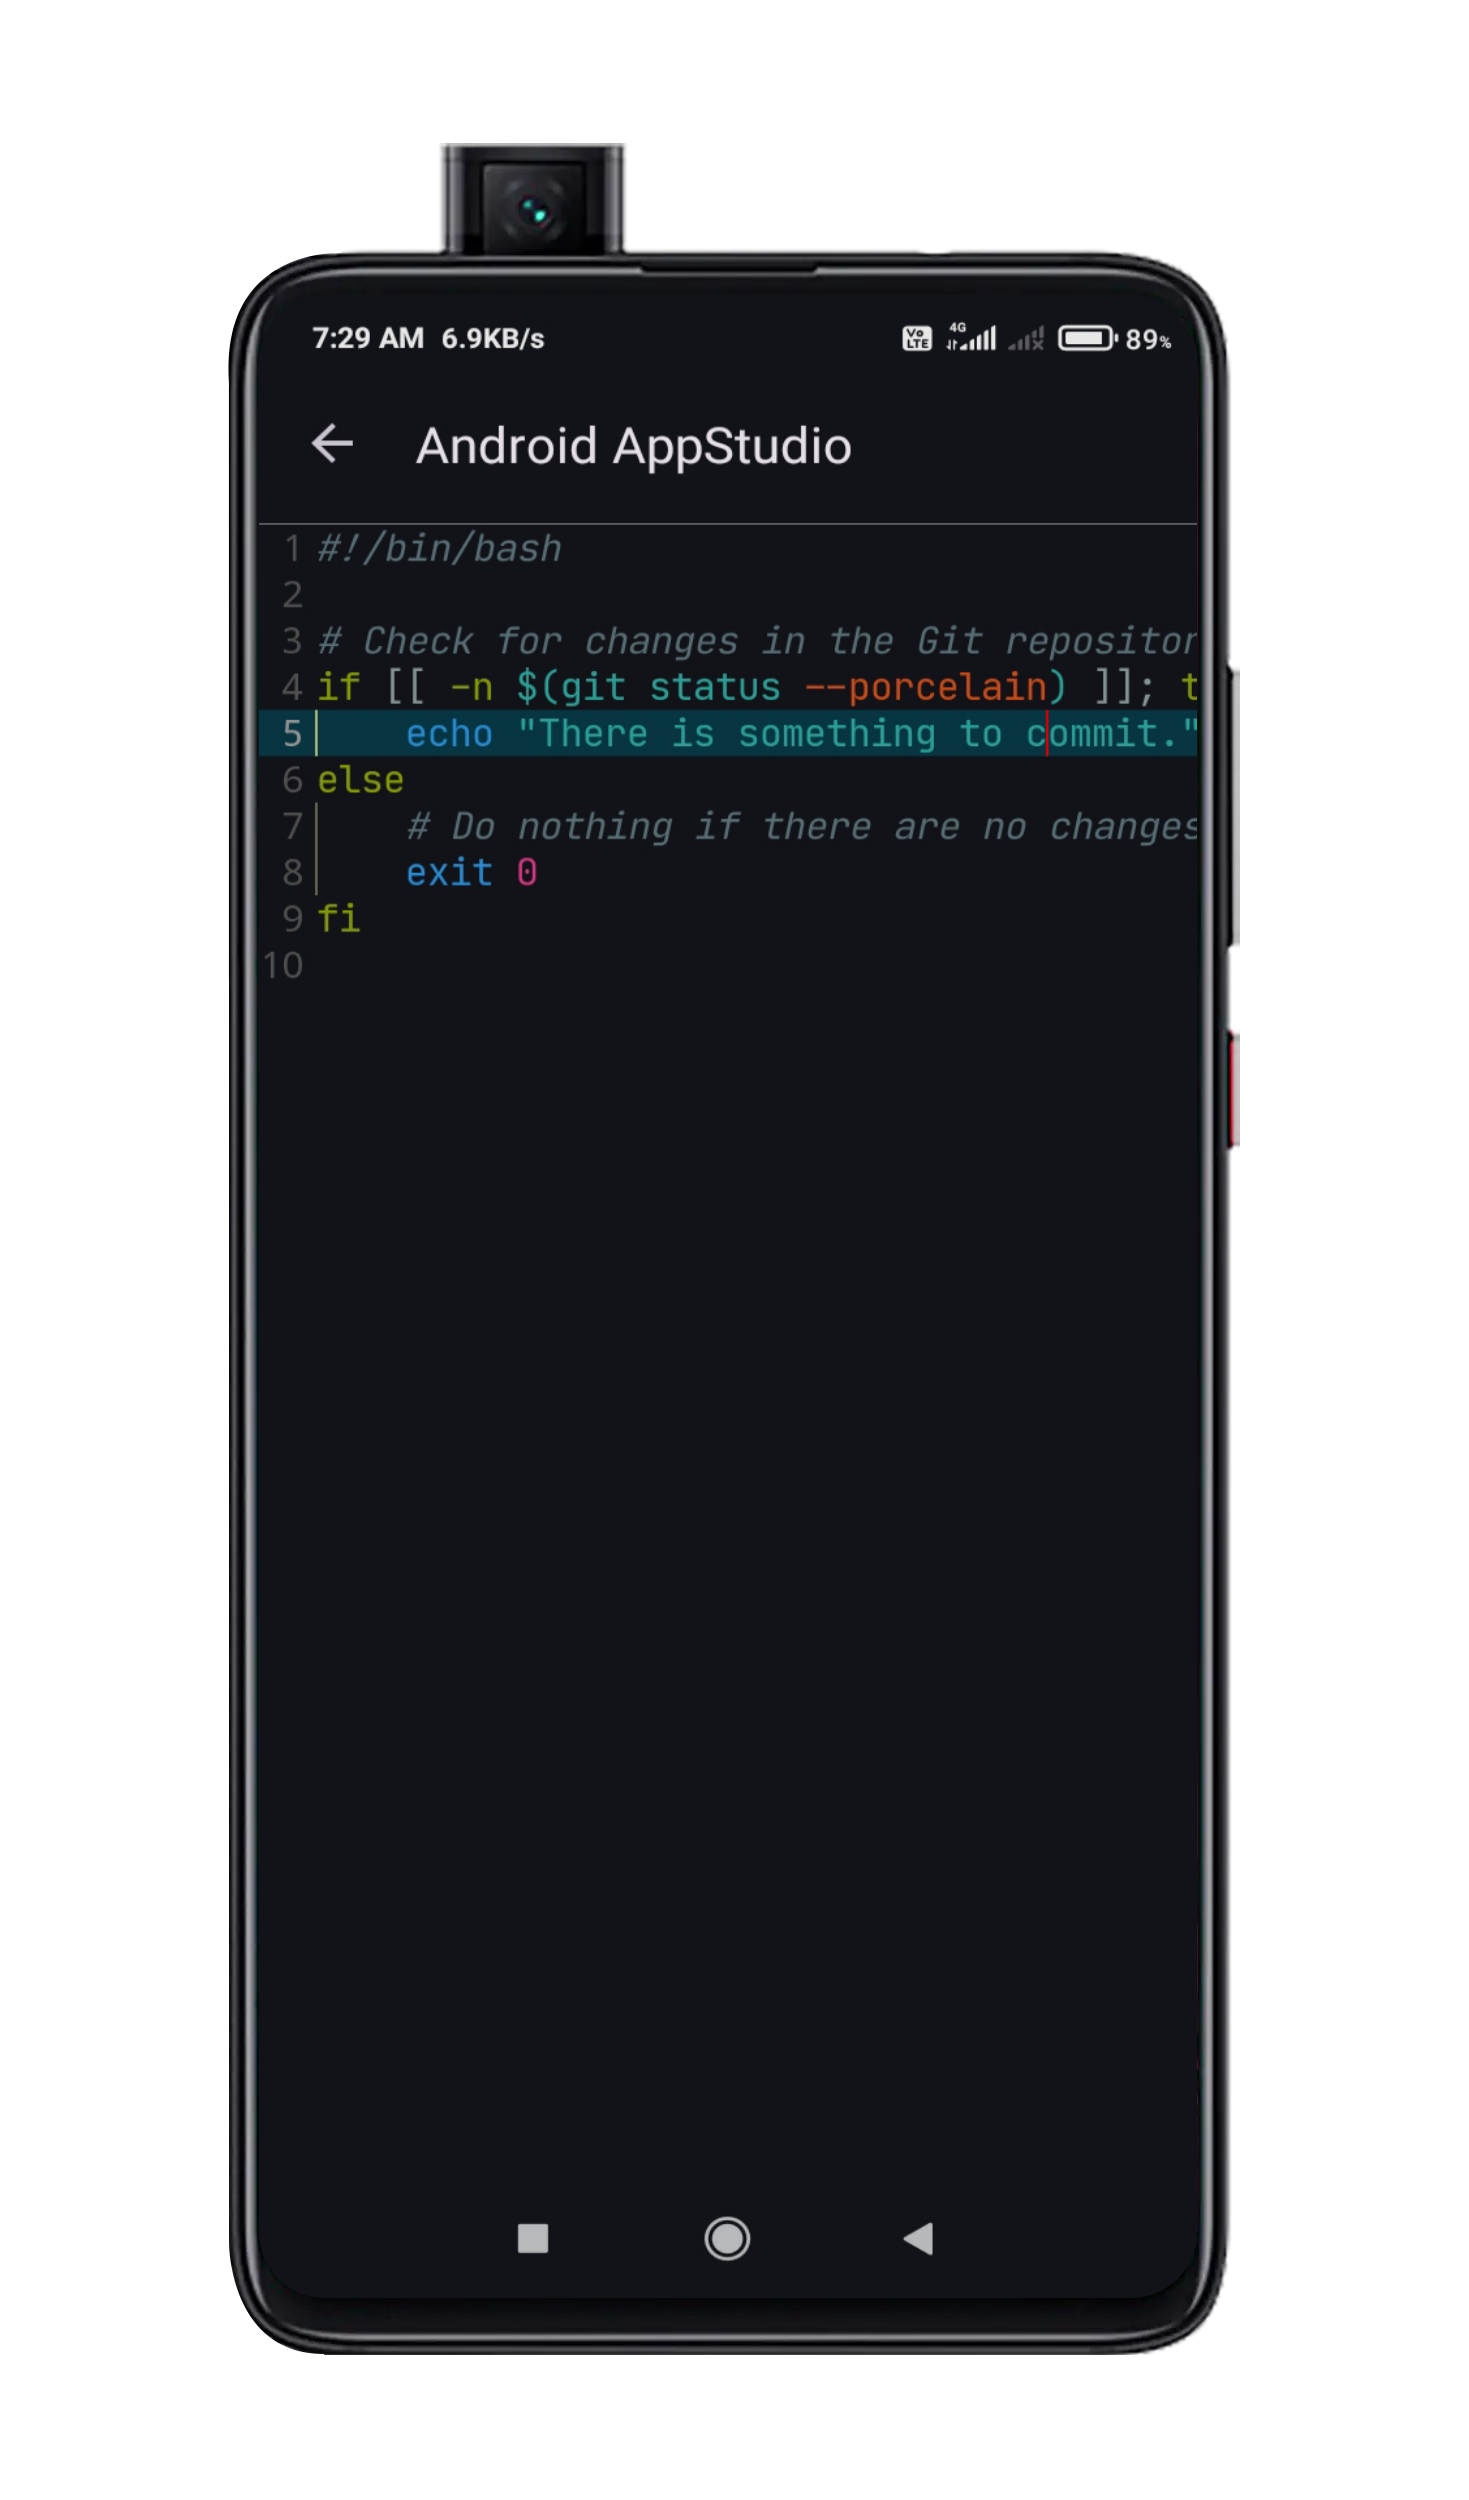 7:29 AM 6.9KB/s Vo LTE 4G 89%
Android AppStudio
1 #!/bin/bash
2
3 # Check for changes in the Git repositor
4 if [[ -n $(git status --porcelain) ]]; t
5 echo "There is something to commit."
6 else
7 # Do nothing if there are no changes
8 exit 0
9 fi
10